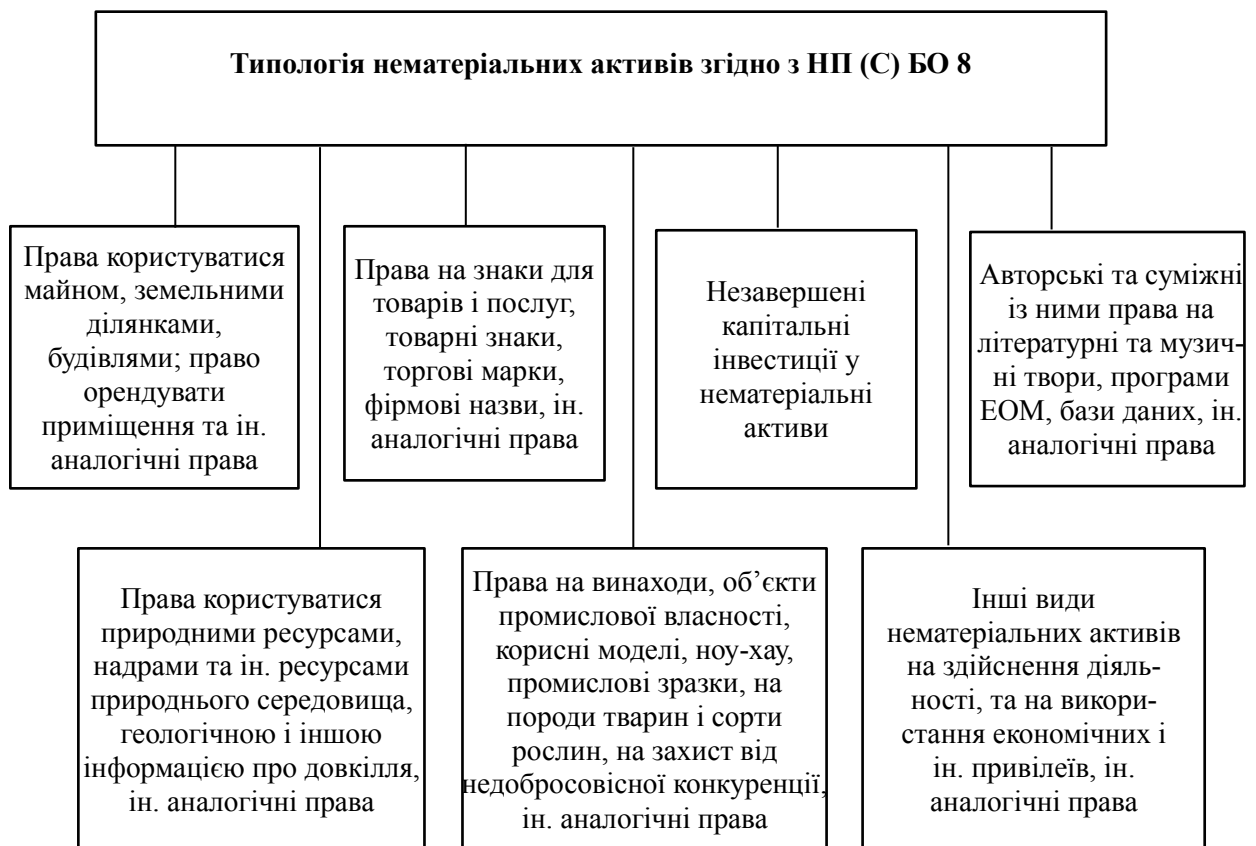 Типологія нематеріальних активів згідно з НП (С) БО 8
Права користуватися
майном, земельними
ділянками,
будівлями; право
орендувати
приміщення та ін.
аналогічні права
Права на знаки для
товарів і послуг,
товарні знаки,
торгові марки,
фірмові назви, ін.
аналогічні права
Незавершені
капітальні
інвестиції у
нематеріальні
активи
Авторські та суміжні
із ними права на
літературні та музич-
ні твори, програми
ЕОМ, бази даних, ін.
аналогічні права
Права користуватися
природними ресурсами,
надрами та ін. ресурсами
природнього середовища,
геологічною і іншою
інформацією про довкілля,
ін. аналогічні права
Права на винаходи, об’єкти
промислової власності,
корисні моделі, ноу-хау,
промислові зразки, на
породи тварин і сорти
рослин, на захист від
недобросовісної конкуренції,
ін. аналогічні права
Інші види
нематеріальних активів
на здійснення діяль-
ності, та на викори-
стання економічних і
ін. привілеїв, ін.
аналогічні права